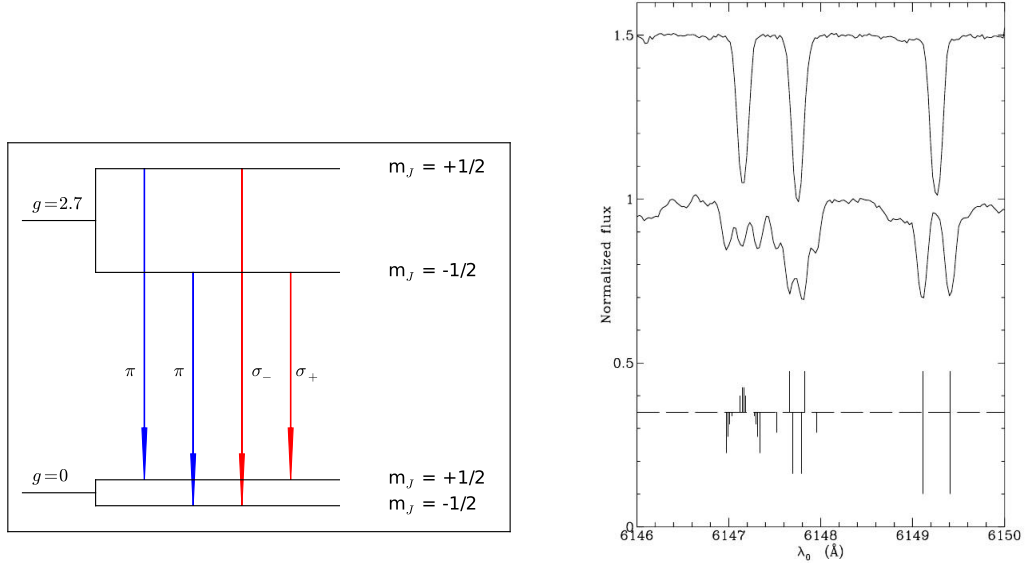 m_J = +1/2
g=2.7
m_J = -1/2
π π σ_− σ_+
g=0
m_J = +1/2
m_J = -1/2
1.5
1
0.5
0
Normalized flux
6146 6147 6148 6149 6150
λ_0 (Å)